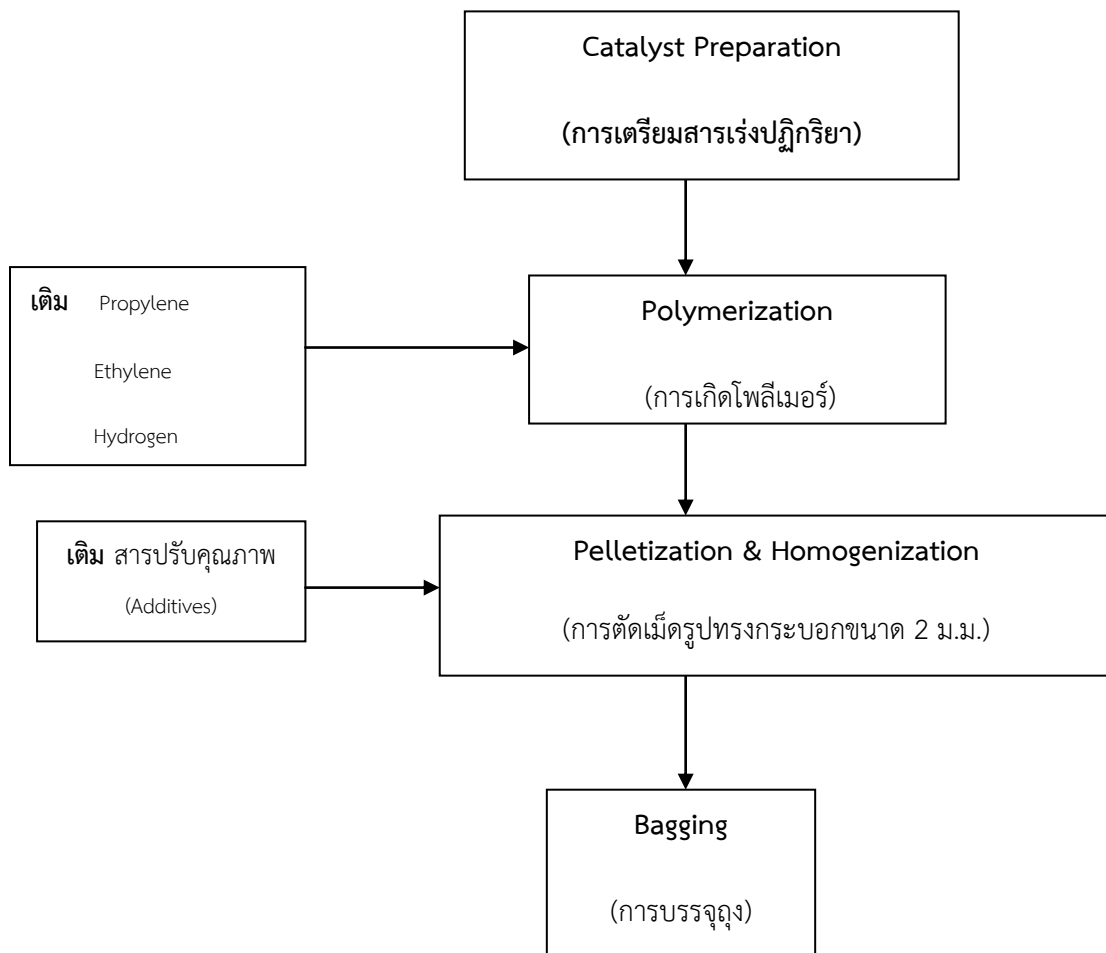 Catalyst Preparation
(การเตรียมสารเร่งปฏิกริยา)
เติม Propylene
Ethylene
Hydrogen
Polymerization
(การเกิดโพลีเมอร์)
เติม สารปรับคุณภาพ
(Additives)
Pelletization & Homogenization
(การตัดเม็ดรูปทรงกระบอกขนาด 2 ม.ม.)
Bagging
(การบรรจุถุง)